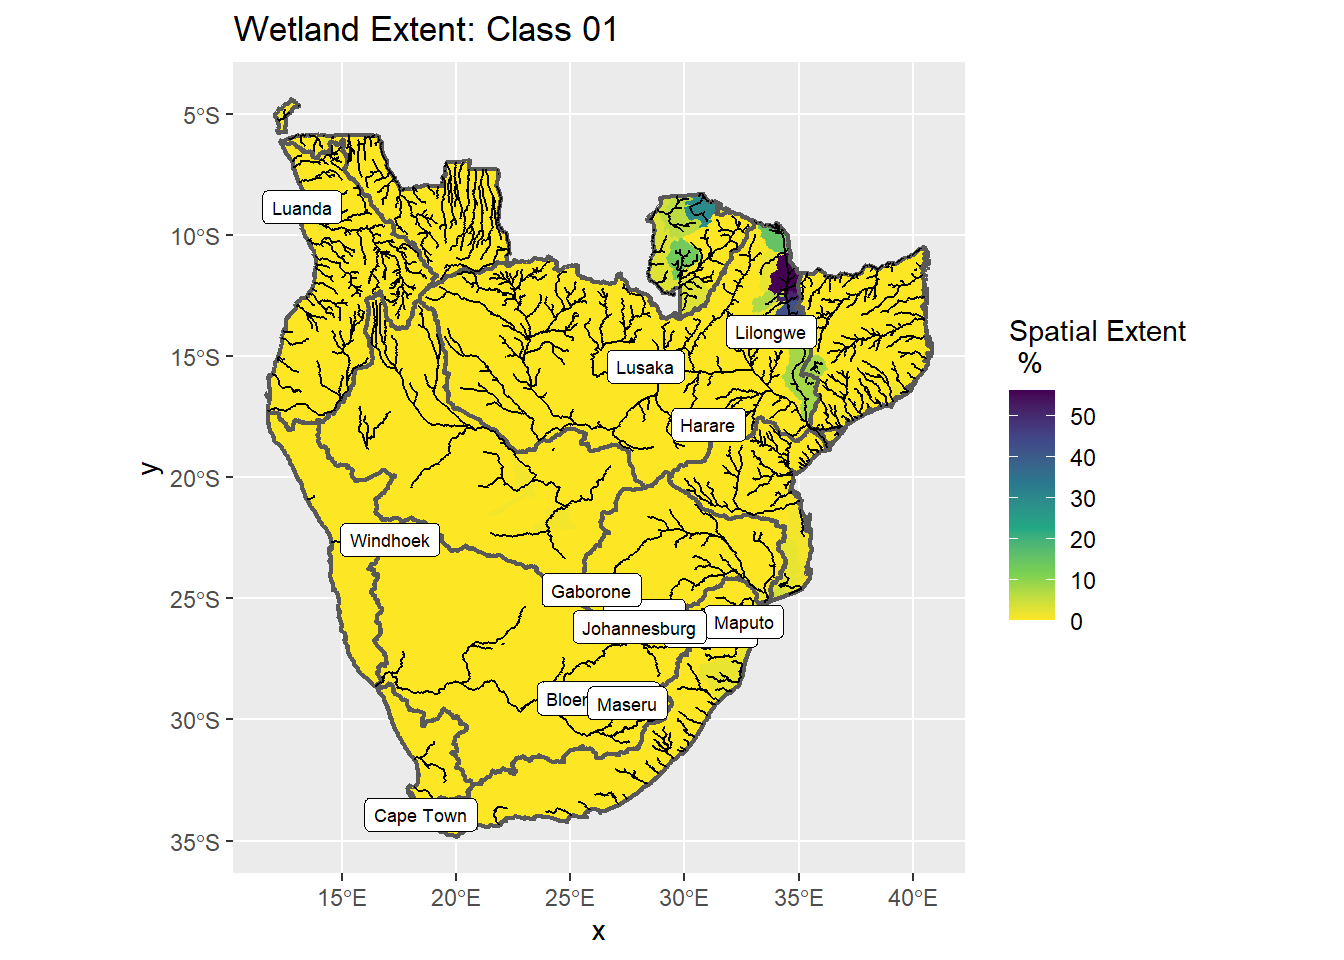 Wetland Extent: Class 01
5°S
10°S
15°S
20°S
25°S
30°S
35°S
y
Luanda
Lilongwe
Lusaka
Harare
Windhoek
Gaborone
Johannesburg
Maputo
Maseru
Cape Town
15°E
20°E
25°E
30°E
35°E
40°E
x
Spatial Extent
%
50
40
30
20
10
0